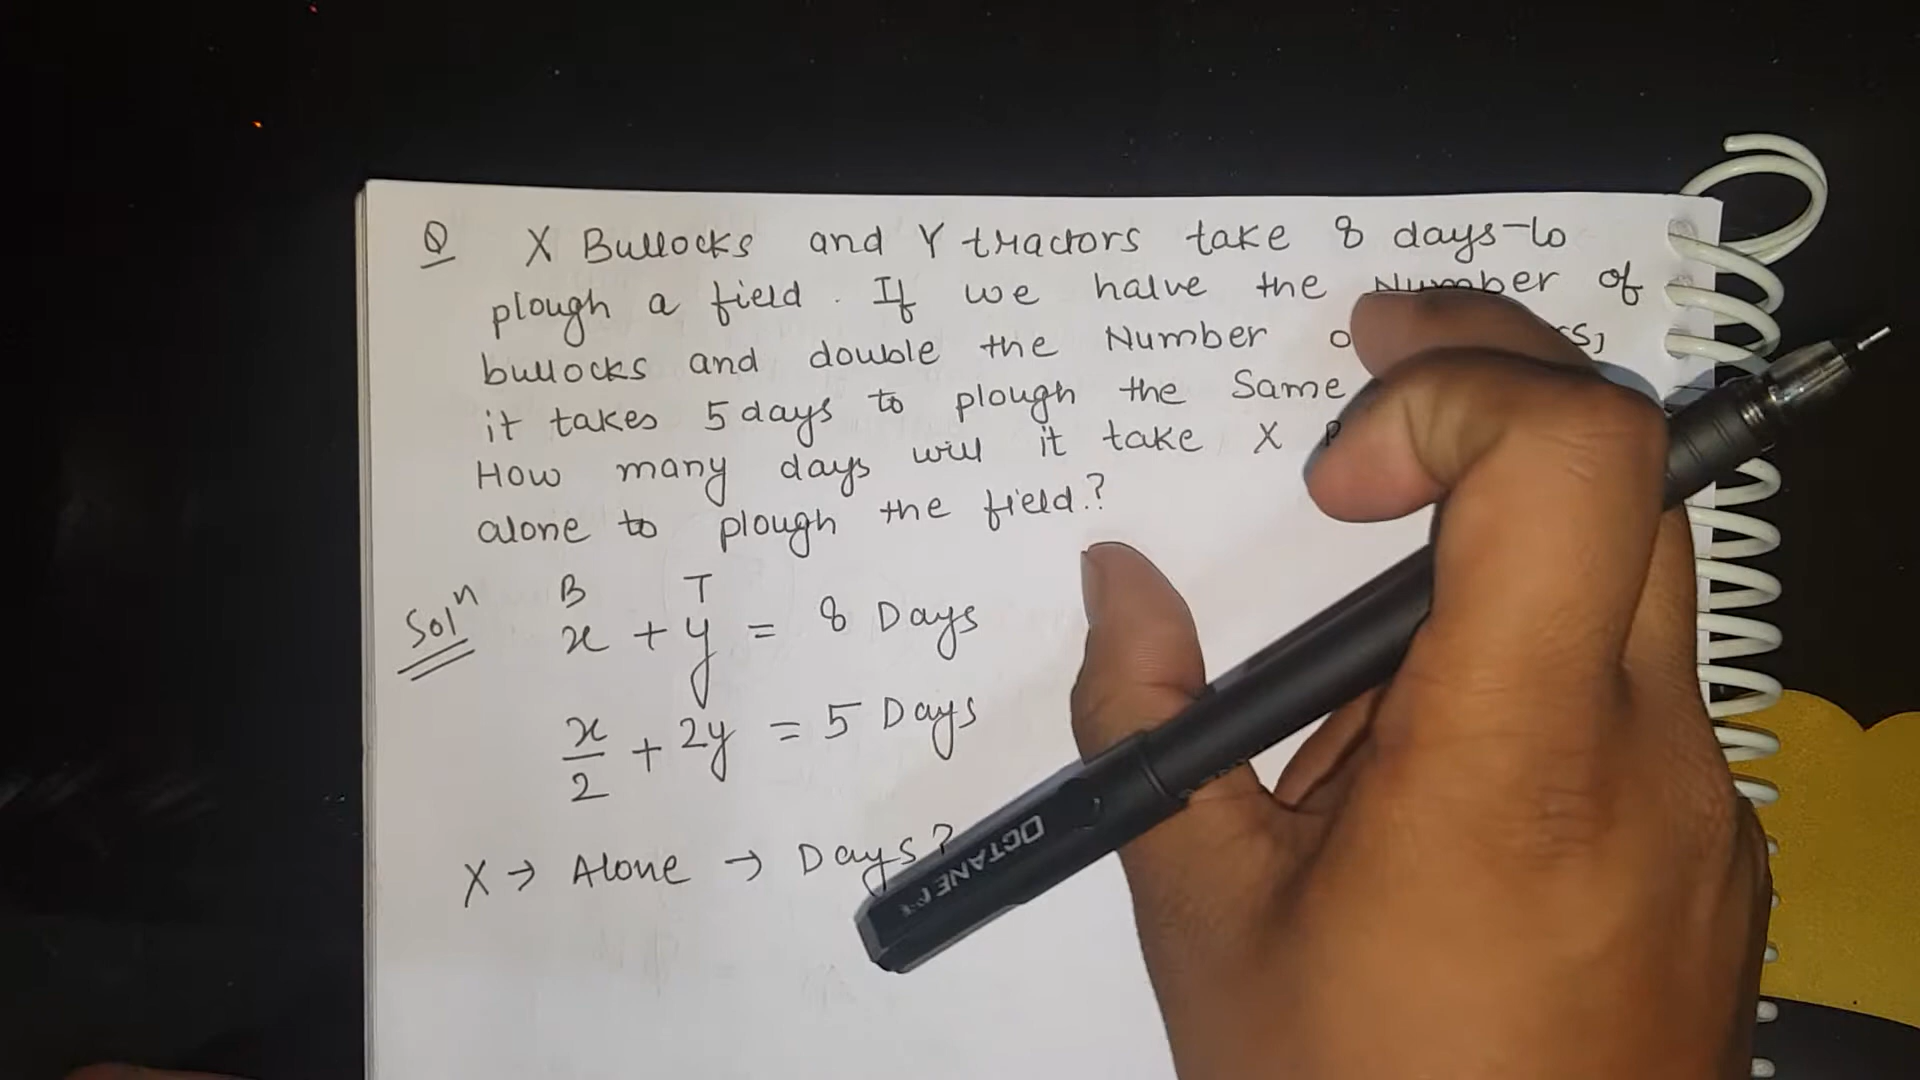 Q X Bullocks and Y tractors take 8 days to
plough a field. If we halve the Number of
bullocks and double the Number
it takes 5 days to plough the Same
How many days will it take X
alone to plough the field.?
Solⁿ
B T
x + y = 8 Days
x/2 + 2y = 5 Days
X → Alone → Days?
OCTANE